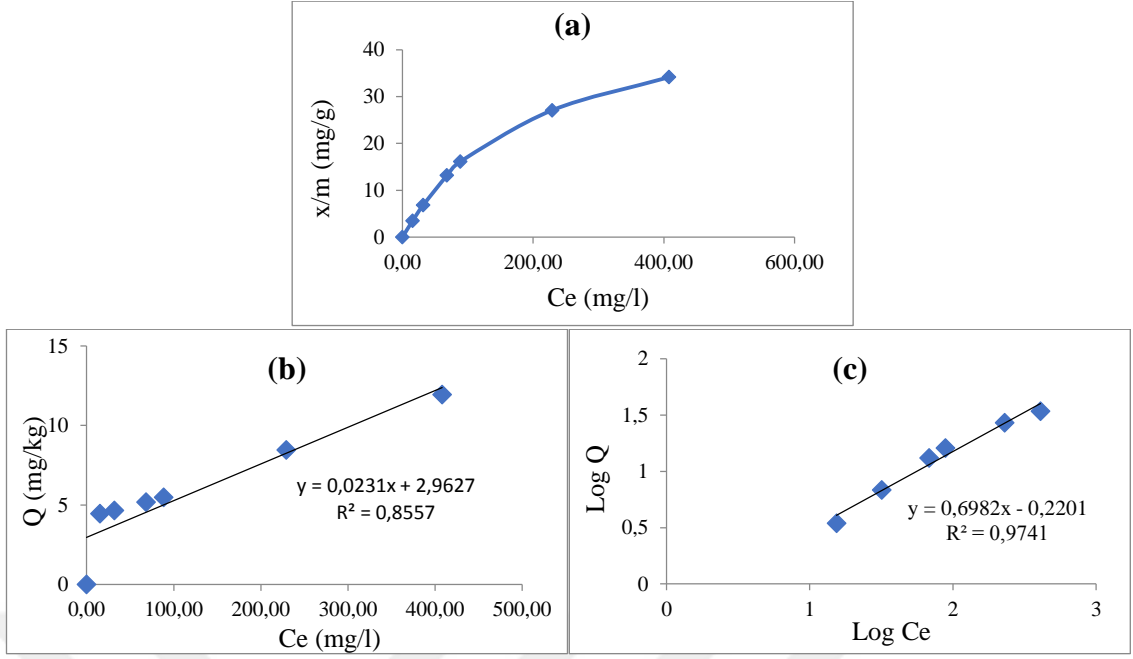 (a)
x/m (mg/g)
40
30
20
10
0
0,00 200,00 400,00 600,00
Ce (mg/l)
(b)
Q (mg/kg)
15
10
5
0
y = 0,0231x + 2,9627
R² = 0,8557
0,00 100,00 200,00 300,00 400,00 500,00
Ce (mg/l)
(c)
Log Q
2
1,5
1
0,5
0
y = 0,6982x - 0,2201
R² = 0,9741
0 1 2 3
Log Ce